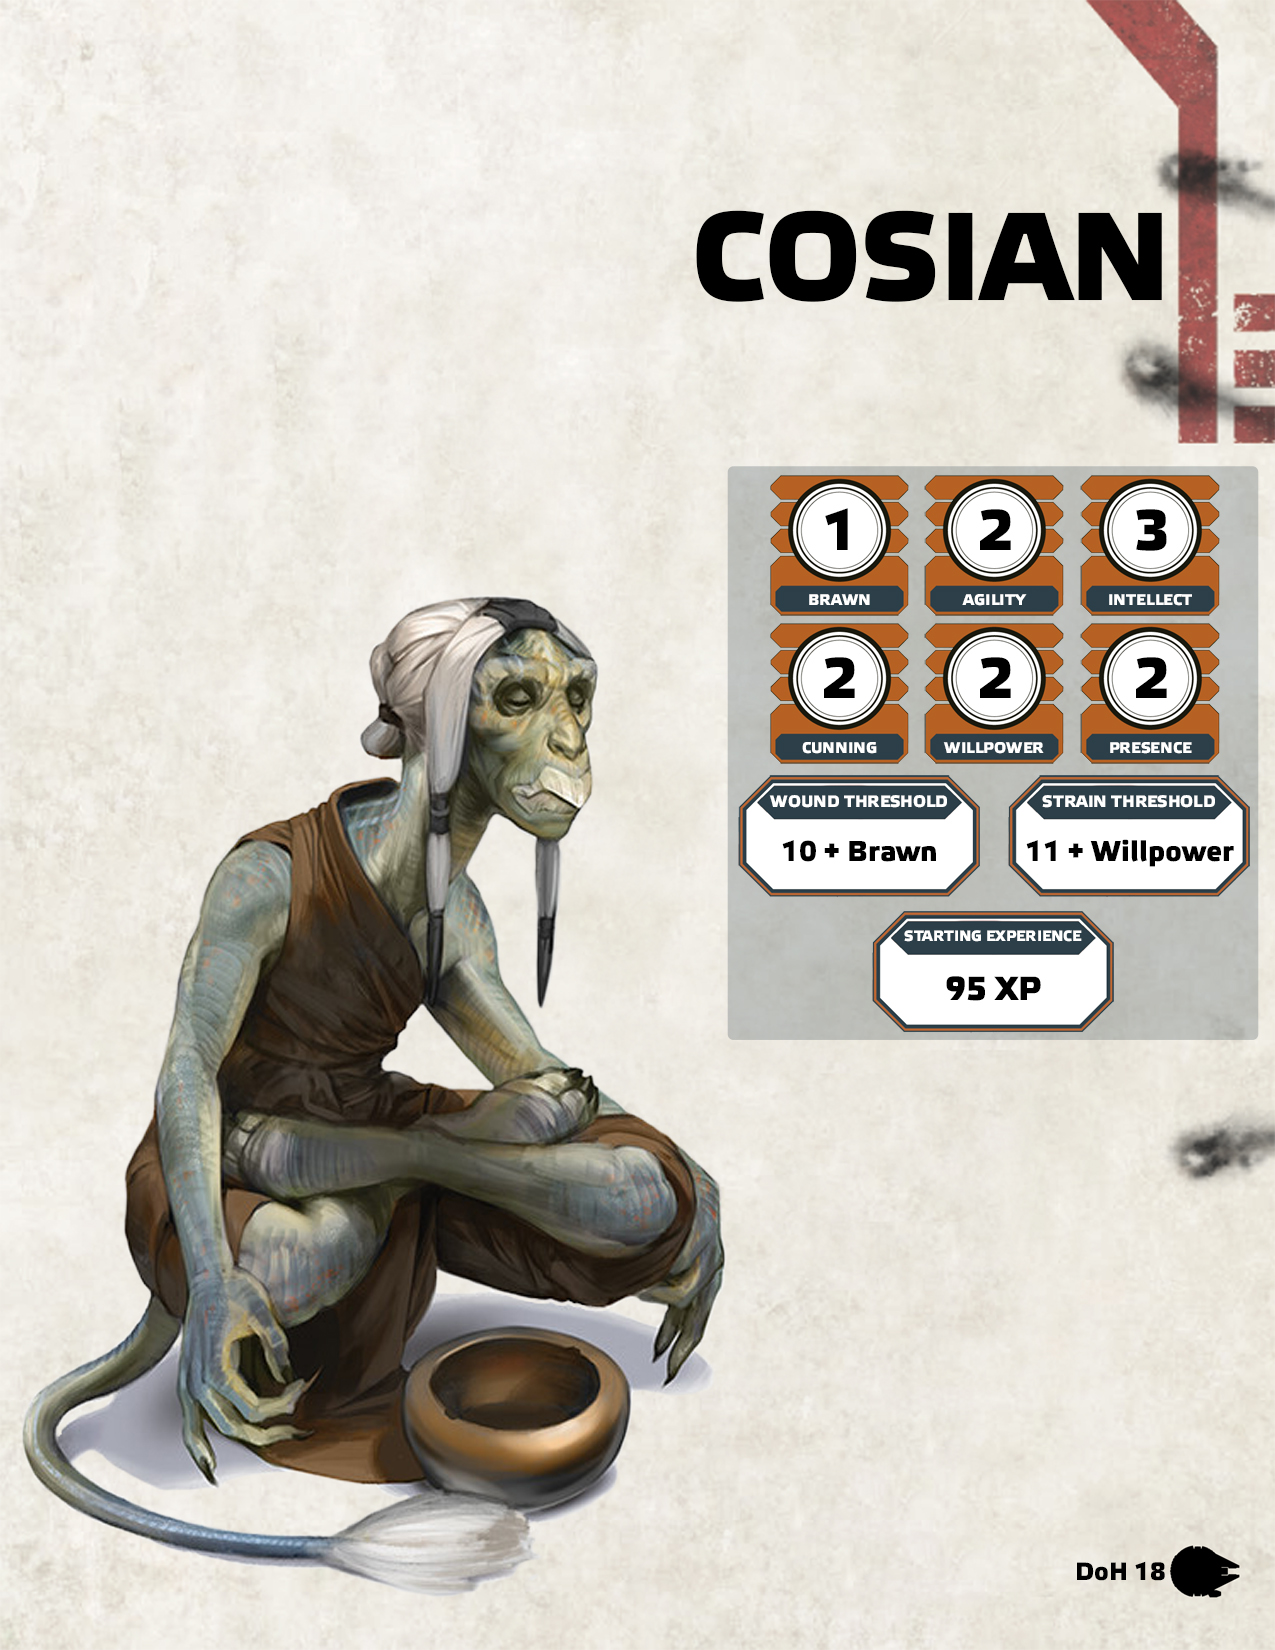 COSIAN
1 2 3
BRAWN AGILITY INTELLECT
2 2 2
CUNNING WILLPOWER PRESENCE
WOUND THRESHOLD STRAIN THRESHOLD
10 + Brawn 11 + Willpower
STARTING EXPERIENCE
95 XP
DoH 18